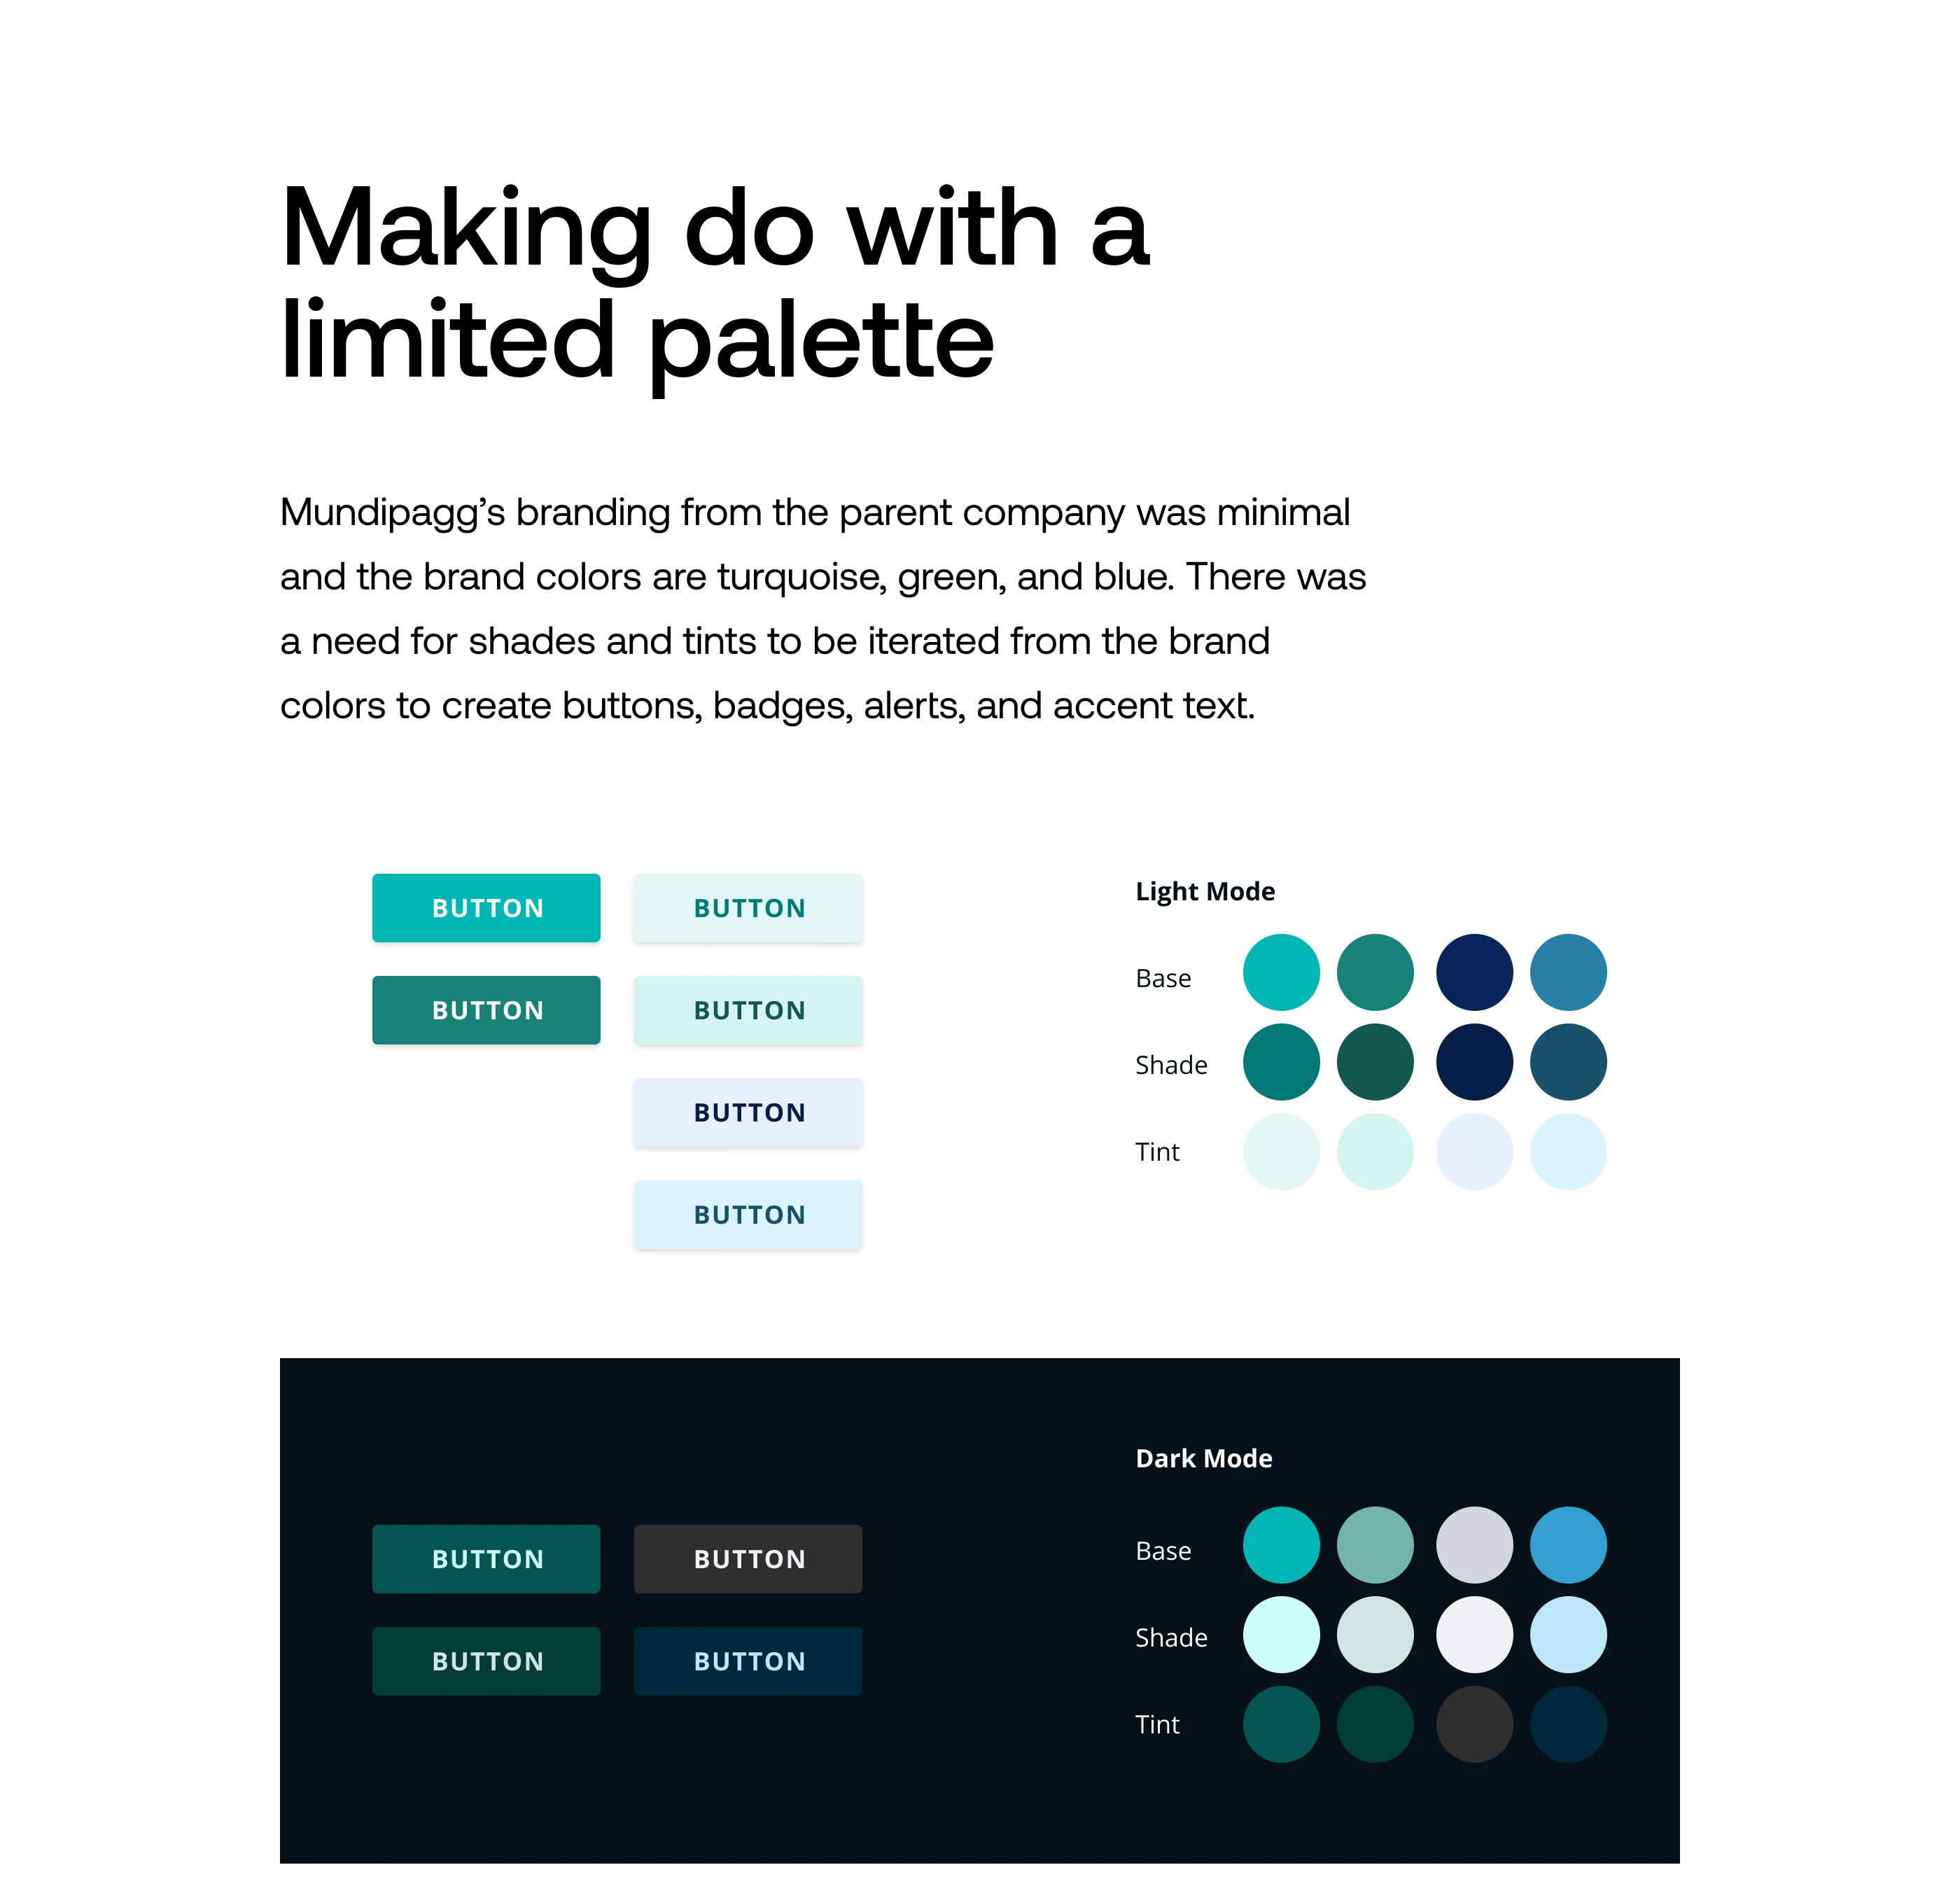 Making do with a
limited palette
Mundipagg’s branding from the parent company was minimal
and the brand colors are turquoise, green, and blue. There was
a need for shades and tints to be iterated from the brand
colors to create buttons, badges, alerts, and accent text.
BUTTON
BUTTON
BUTTON
BUTTON
BUTTON
BUTTON
Light Mode
Base
Shade
Tint
BUTTON
BUTTON
BUTTON
BUTTON
Dark Mode
Base
Shade
Tint